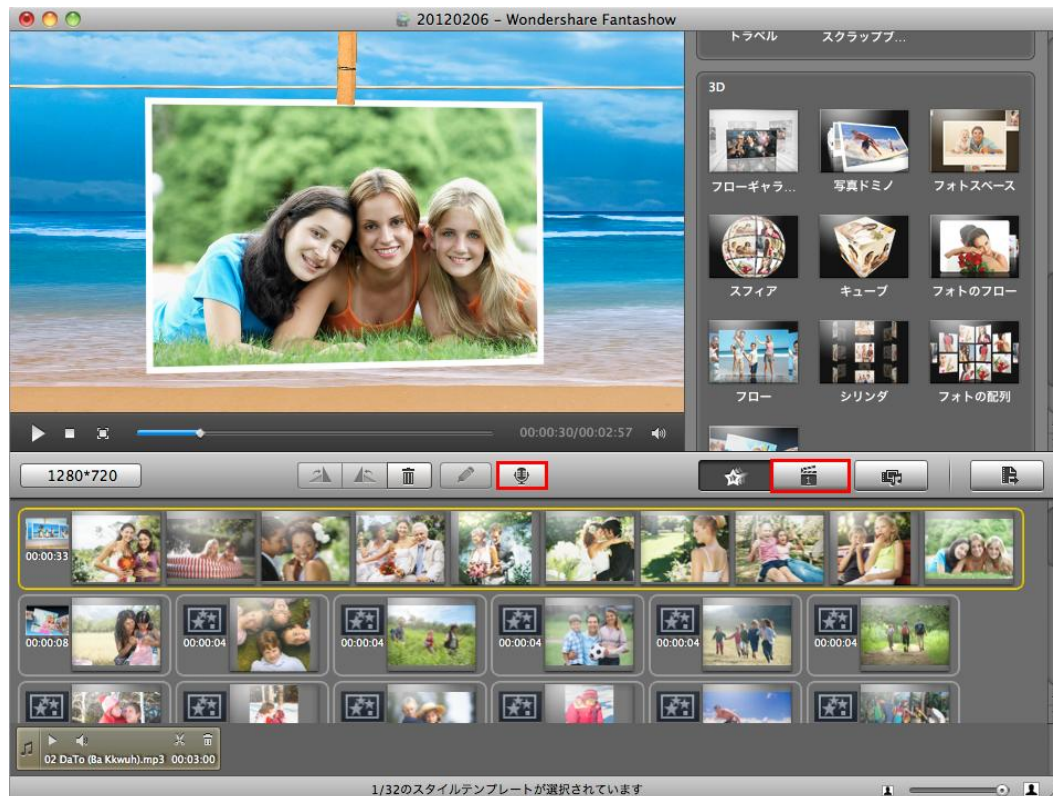 20120206 – Wondershare Fantashow
トラベル
スクラップブ...
3D
フローギャラ...
写真ドミノ
フォトスペース
スフィア
キューブ
フォトのフロー
フロー
シリンダ
フォトの配列
00:00:30/00:02:57
1280*720
1
00:00:33
00:00:08
00:00:04
00:00:04
00:00:04
00:00:04
00:00:04
02 DaTo (Ba Kkwuh).mp3 00:03:00
1/32のスタイルテンプレートが選択されています